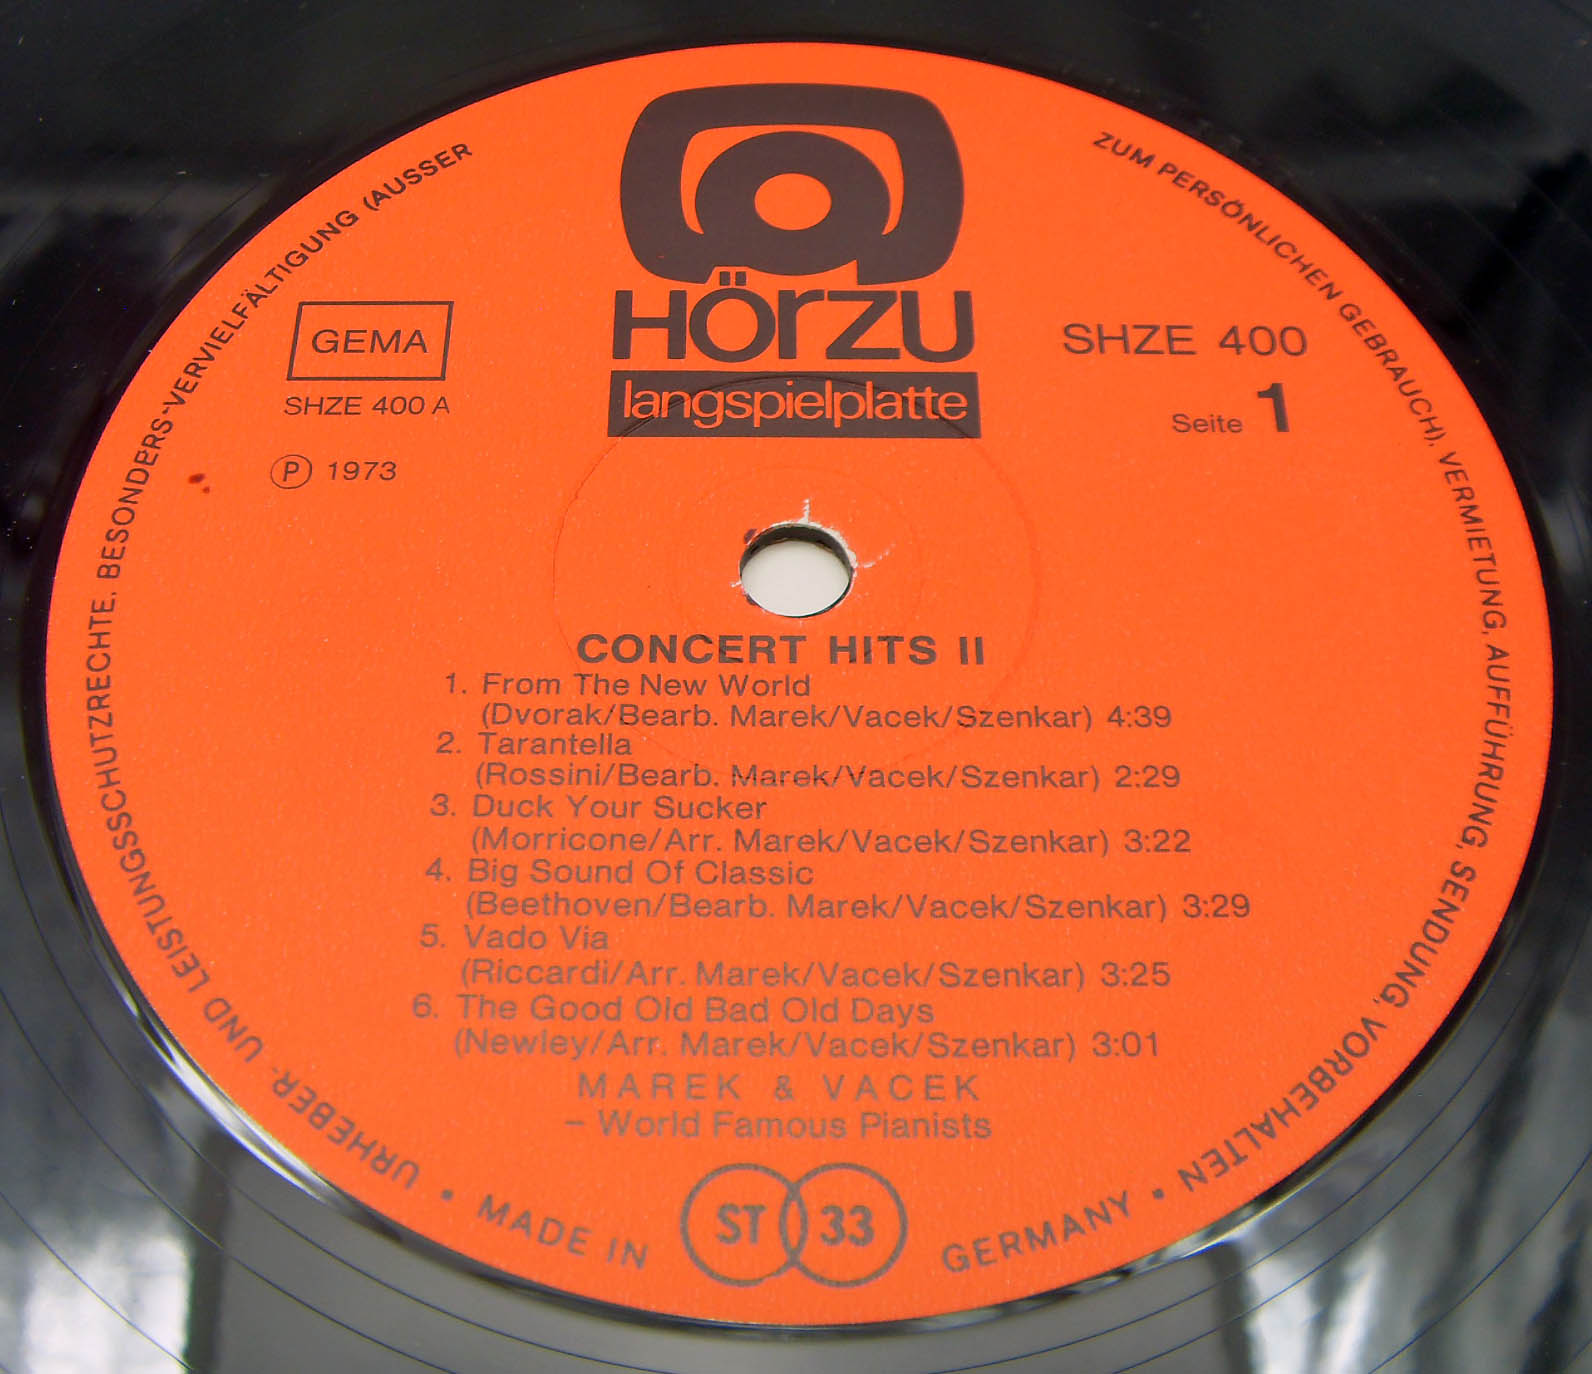 HÖRZU
langspielplatte
GEMA
SHZE 400 A
Ⓟ 1973
SHZE 400
Seite 1
CONCERT HITS II
1. From The New World
(Dvorak/Bearb. Marek/Vacek/Szenkar) 4:39
2. Tarantella
(Rossini/Bearb. Marek/Vacek/Szenkar) 2:29
3. Duck Your Sucker
(Morricone/Arr. Marek/Vacek/Szenkar) 3:22
4. Big Sound Of Classic
(Beethoven/Bearb. Marek/Vacek/Szenkar) 3:29
5. Vado Via
(Riccardi/Arr. Marek/Vacek/Szenkar) 3:25
6. The Good Old Bad Old Days
(Newley/Arr. Marek/Vacek/Szenkar) 3:01
MAREK & VACEK
– World Famous Pianists
ST 33
URHEBER- UND LEISTUNGSSCHUTZRECHTE, BESONDERS VERVIELFÄLTIGUNG (AUSSER
ZUM PERSÖNLICHEN GEBRAUCH), VERMIETUNG, AUFFÜHRUNG, SENDUNG, VORBEHALTEN
• MADE IN GERMANY •